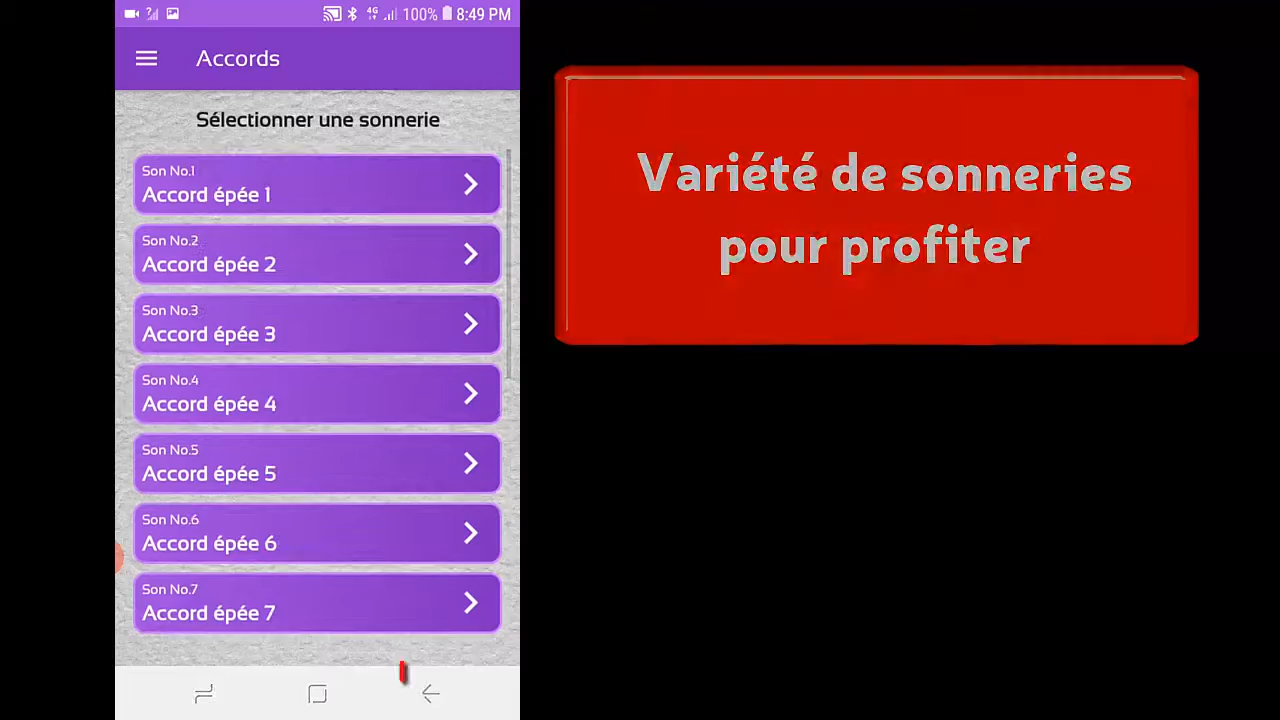 4G 100% 8:49 PM
Accords
Sélectionner une sonnerie
Son No.1
Accord épée 1
Son No.2
Accord épée 2
Son No.3
Accord épée 3
Son No.4
Accord épée 4
Son No.5
Accord épée 5
Son No.6
Accord épée 6
Son No.7
Accord épée 7
Variété de sonneries
pour profiter